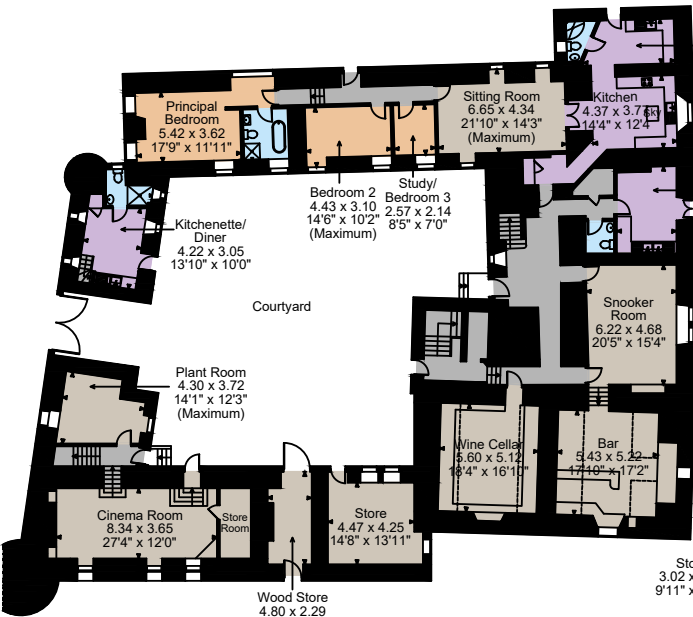 Principal
Bedroom
5.42 x 3.62
17'9" x 11'11"
Sitting Room
6.65 x 4.34
21'10" x 14'3"
(Maximum)
Kitchen
4.37 x 3.77
14'4" x 12'4
Sky
Bedroom 2
4.43 x 3.10
14'6" x 10'2"
(Maximum)
Study/
Bedroom 3
2.57 x 2.14
8'5" x 7'0"
Kitchenette/
Diner
4.22 x 3.05
13'10" x 10'0"
Courtyard
Snooker
Room
6.22 x 4.68
20'5" x 15'4"
Plant Room
4.30 x 3.72
14'1" x 12'3"
(Maximum)
Wine Cellar
5.60 x 5.12
18'4" x 16'10"
Bar
5.43 x 5.22
17'10" x 17'2"
Cinema Room
8.34 x 3.65
27'4" x 12'0"
Store
Room
Store
4.47 x 4.25
14'8" x 13'11"
Wood Store
4.80 x 2.29
Sto
3.02 x
9'11" x